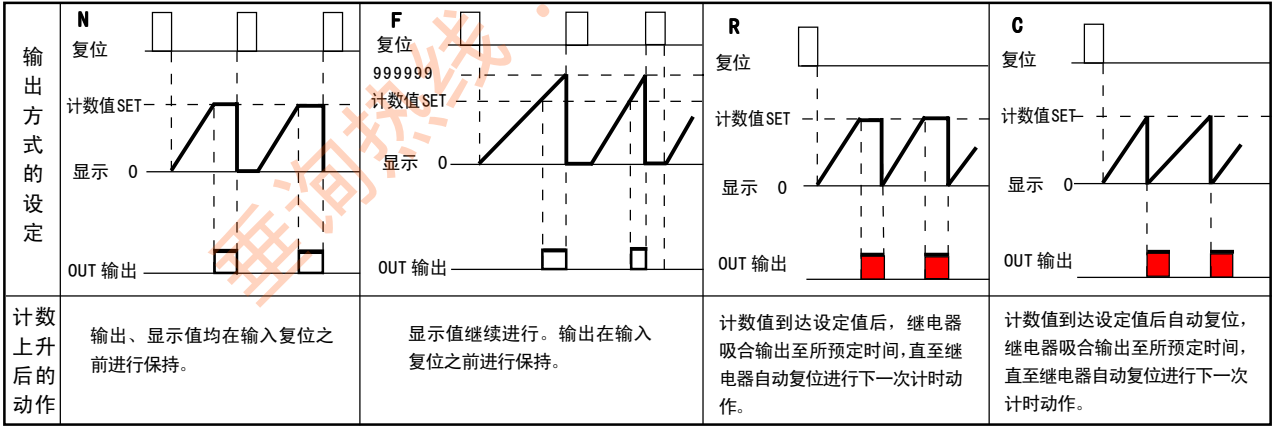 输出方式的设定
N
复位
计数值SET
显示 0
OUT 输出
F
复位
999999
计数值SET
显示 0
OUT 输出
R
复位
计数值SET
显示 0
OUT 输出
C
复位
计数值SET
显示 0
OUT 输出
计数
上升
后的
动作
输出、显示值均在输入复位之
前进行保持。
显示值继续进行。输出在输入
复位之前进行保持。
计数值到达设定值后，继电器
吸合输出至所预定时间,直至继
电器自动复位进行下一次计时动
作。
计数值到达设定值后自动复位,
继电器吸合输出至所预定时间,
直至继电器自动复位进行下一次
计时动作。
垂询热线